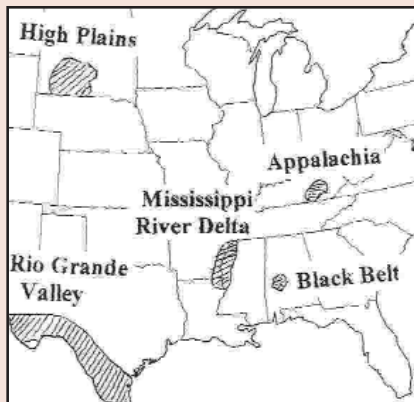 High Plains
Appalachia
Mississippi
River Delta
Rio Grande
Valley
Black Belt